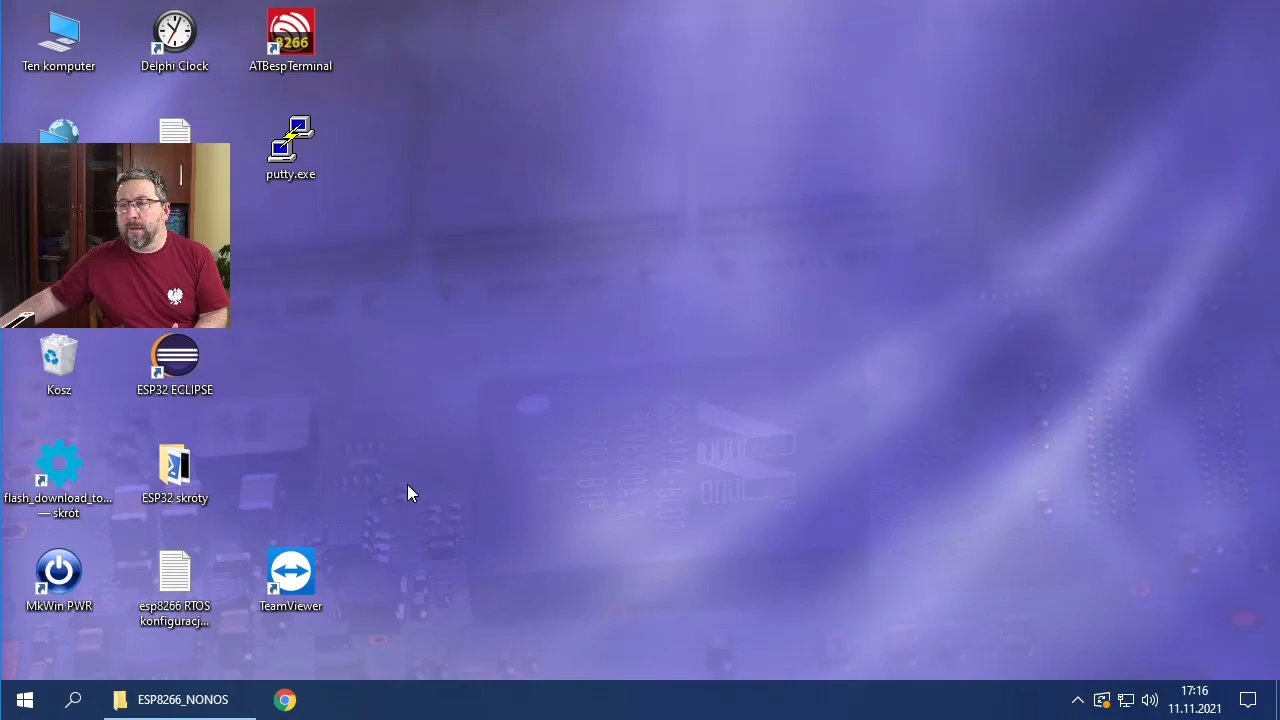 Ten komputer
Delphi Clock
8266
ATBespTerminal
putty.exe
Kosz
ESP32 ECLIPSE
flash_download_to...
— skrót
ESP32 skróty
MkWin PWR
esp8266 RTOS
konfiguracj...
TeamViewer
ESP8266_NONOS
17:16
11.11.2021